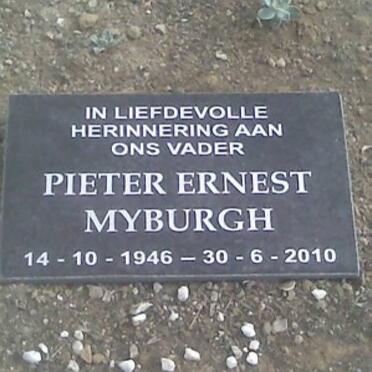 IN LIEFDEVOLLE
HERINNERING AAN
ONS VADER
PIETER ERNEST
MYBURGH
14 - 10 - 1946 – 30 - 6 - 2010